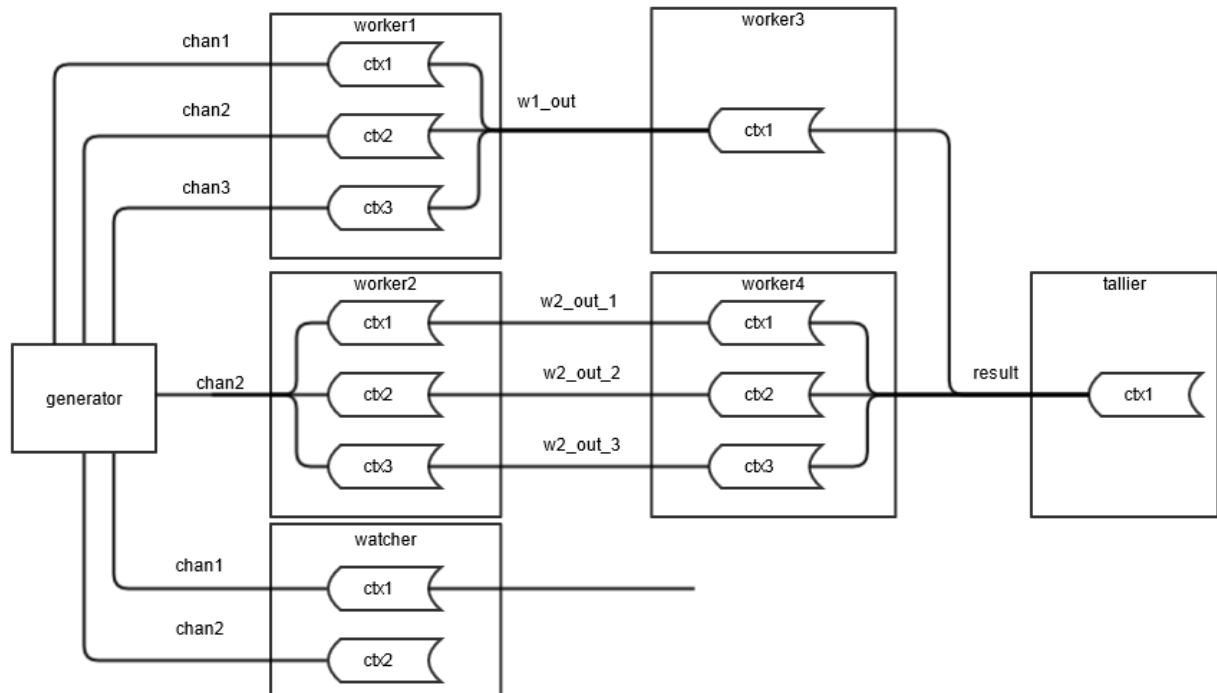 worker1
worker3
chan1
ctx1
chan2
w1_out
ctx2
ctx1
chan3
ctx3
worker2
worker4
tallier
w2_out_1
ctx1
ctx1
generator
chan2
w2_out_2
result
ctx2
ctx2
ctx1
w2_out_3
ctx3
ctx3
watcher
chan1
ctx1
chan2
ctx2